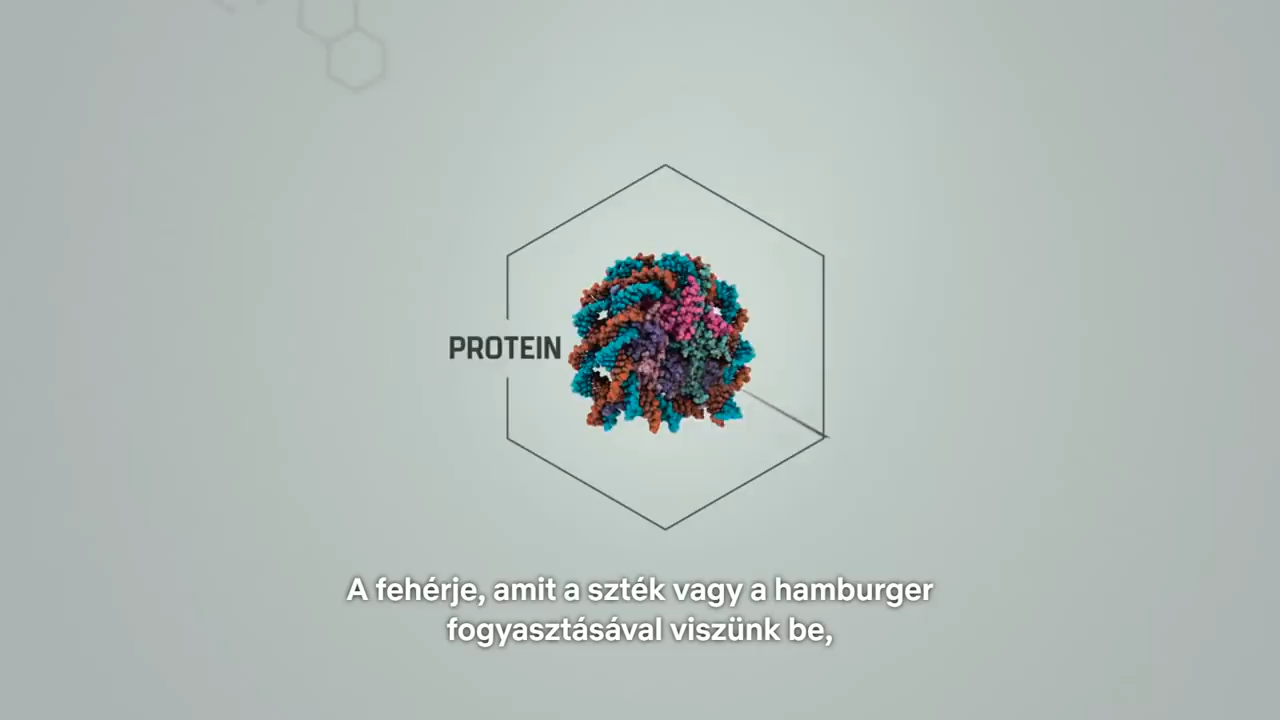 PROTEIN
A fehérje, amit a szték vagy a hamburger
fogyasztásával viszünk be,